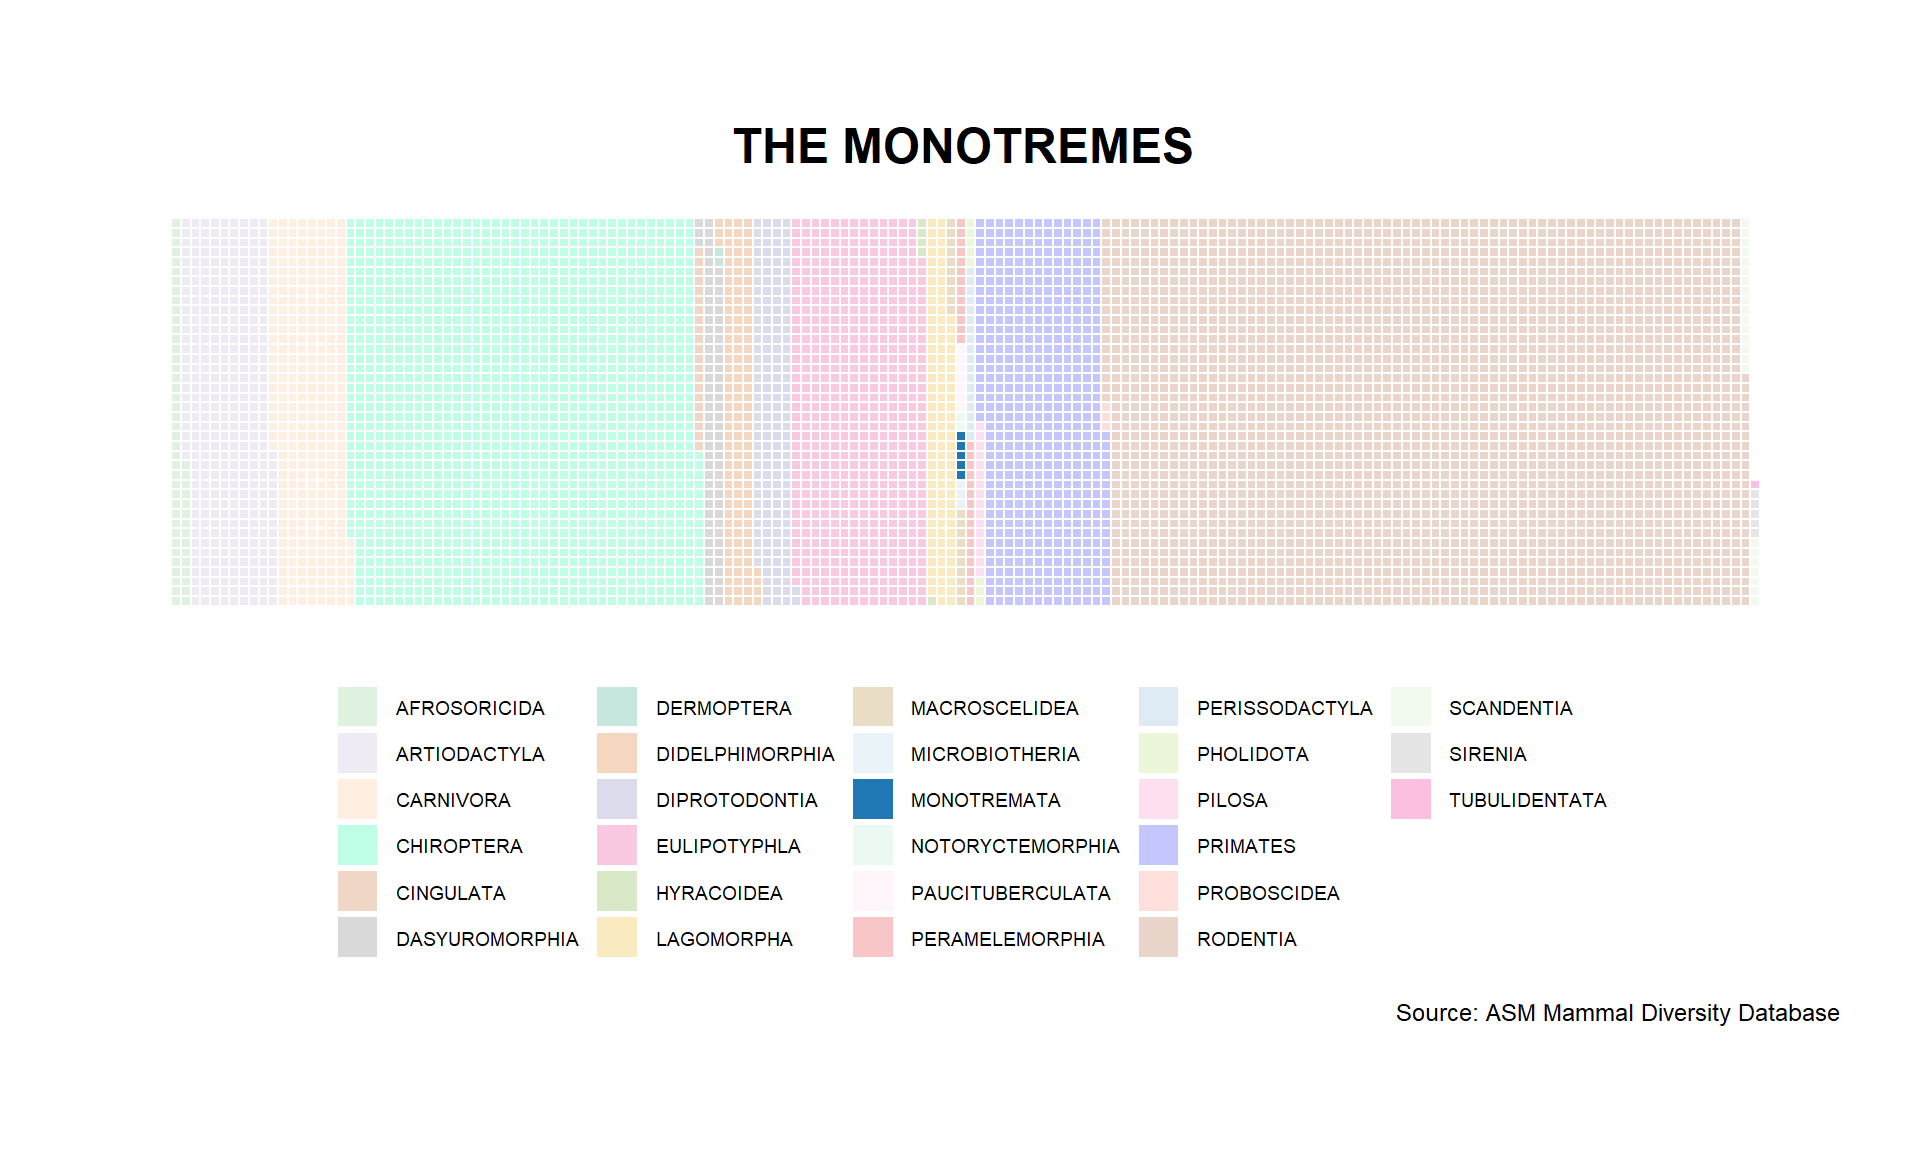 THE MONOTREMES
AFROSORICIDA
ARTIODACTYLA
CARNIVORA
CHIROPTERA
CINGULATA
DASYUROMORPHIA
DERMOPTERA
DIDELPHIMORPHIA
DIPROTODONTIA
EULIPOTYPHLA
HYRACOIDEA
LAGOMORPHA
MACROSCELIDEA
MICROBIOTHERIA
MONOTREMATA
NOTORYCTEMORPHIA
PAUCITUBERCULATA
PERAMELEMORPHIA
PERISSODACTYLA
PHOLIDOTA
PILOSA
PRIMATES
PROBOSCIDEA
RODENTIA
SCANDENTIA
SIRENIA
TUBULIDENTATA
Source: ASM Mammal Diversity Database